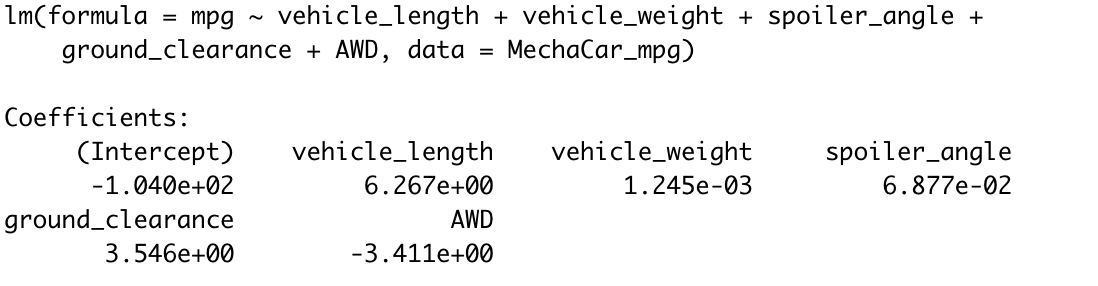 lm(formula = mpg ~ vehicle_length + vehicle_weight + spoiler_angle +
    ground_clearance + AWD, data = MechaCar_mpg)

Coefficients:
     (Intercept)    vehicle_length    vehicle_weight     spoiler_angle
      -1.040e+02         6.267e+00         1.245e-03         6.877e-02
ground_clearance               AWD
       3.546e+00        -3.411e+00